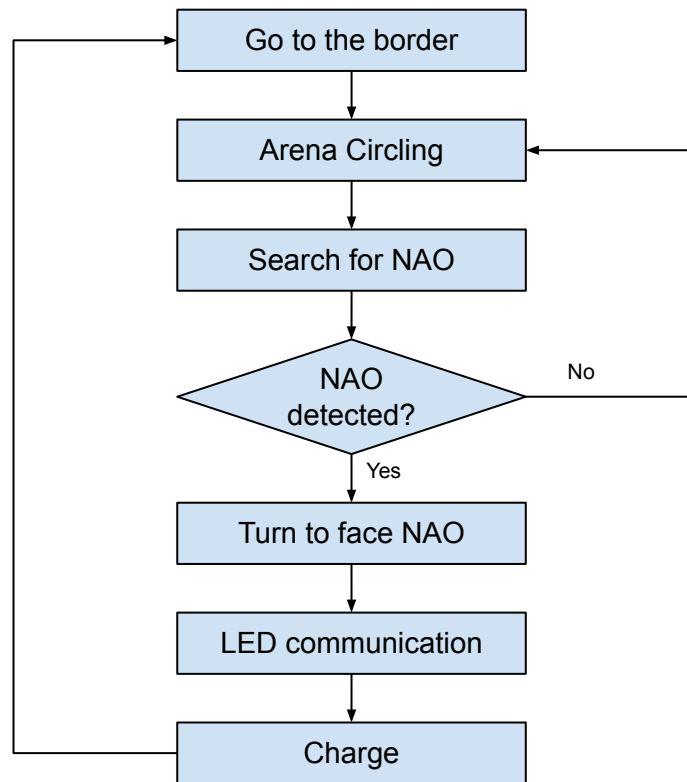 Go to the border
Arena Circling
Search for NAO
NAO
detected?
No
Yes
Turn to face NAO
LED communication
Charge